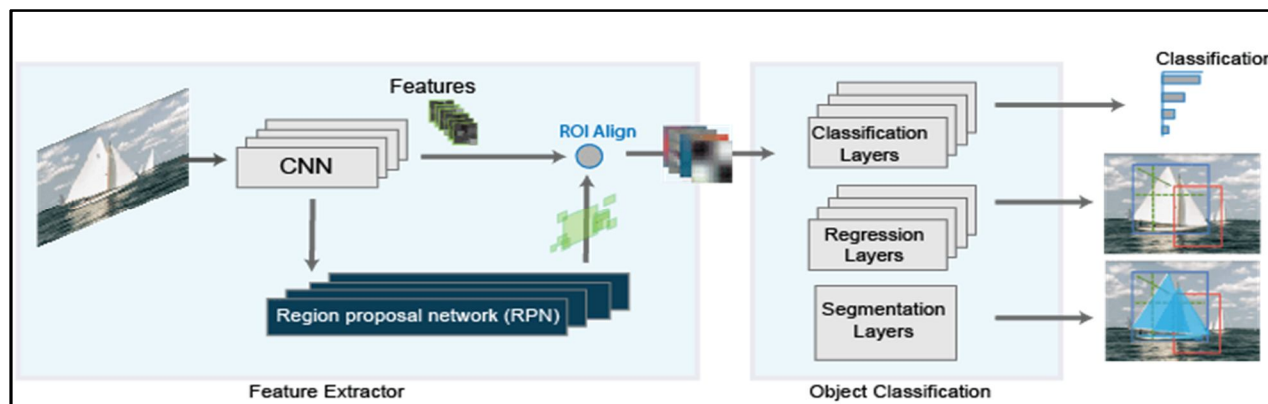 Classification
Features
ROI Align
CNN
Classification
Layers
Regression
Layers
Region proposal network (RPN)
Segmentation
Layers
Feature Extractor
Object Classification